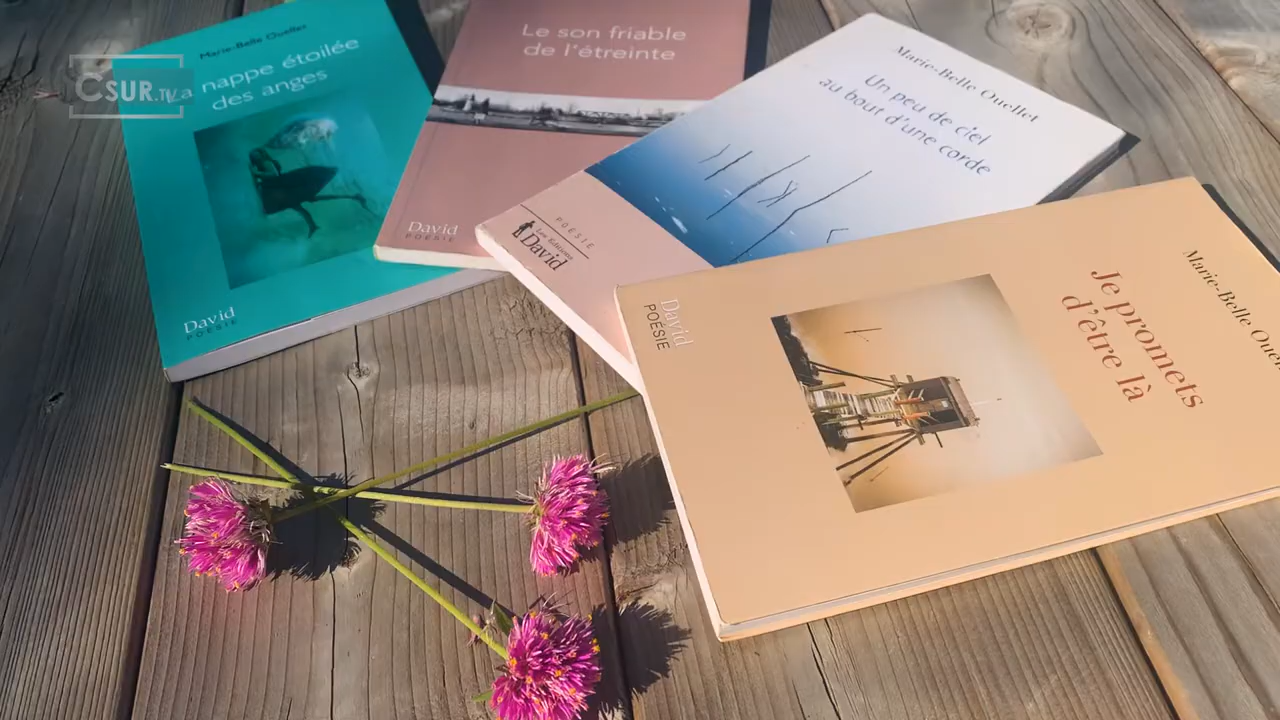 CSUR.TV
Marie-Belle Ouellet
La nappe étoilée
des anges
David
POÉSIE
Le son friable
de l'étreinte
David
POÉSIE
Marie-Belle Ouellet
Un peu de ciel
au bout d'une corde
POÉSIE
Les Éditions
David
Marie-Belle
Je promets
d'être là
David
POÉSIE